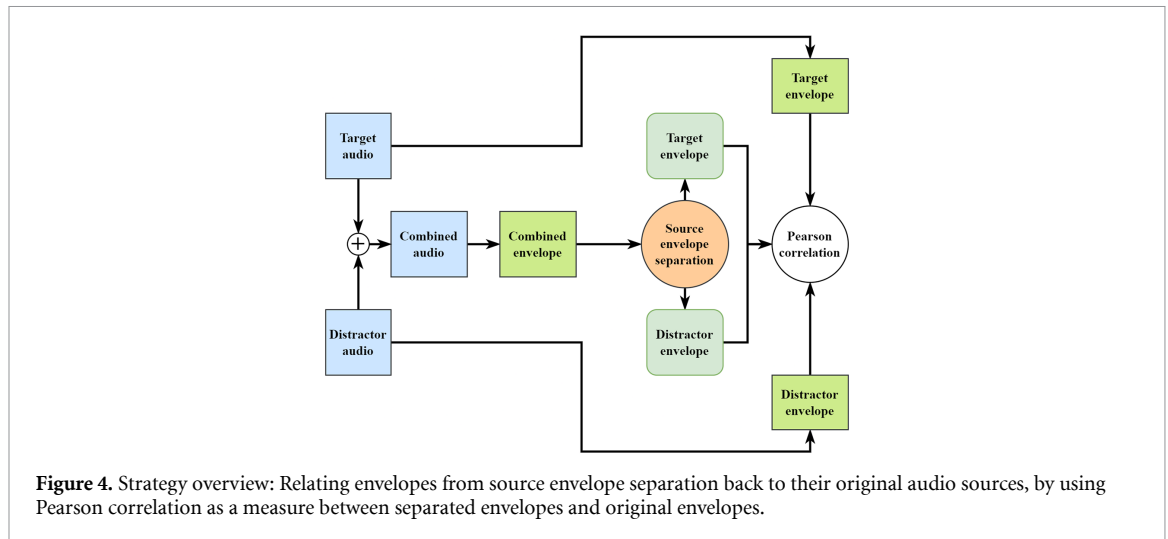 Target
envelope
Target
audio
Target
envelope
+
Combined
audio
Combined
envelope
Source
envelope
separation
Pearson
correlation
Distractor
audio
Distractor
envelope
Distractor
envelope
Figure 4. Strategy overview: Relating envelopes from source envelope separation back to their original audio sources, by using
Pearson correlation as a measure between separated envelopes and original envelopes.